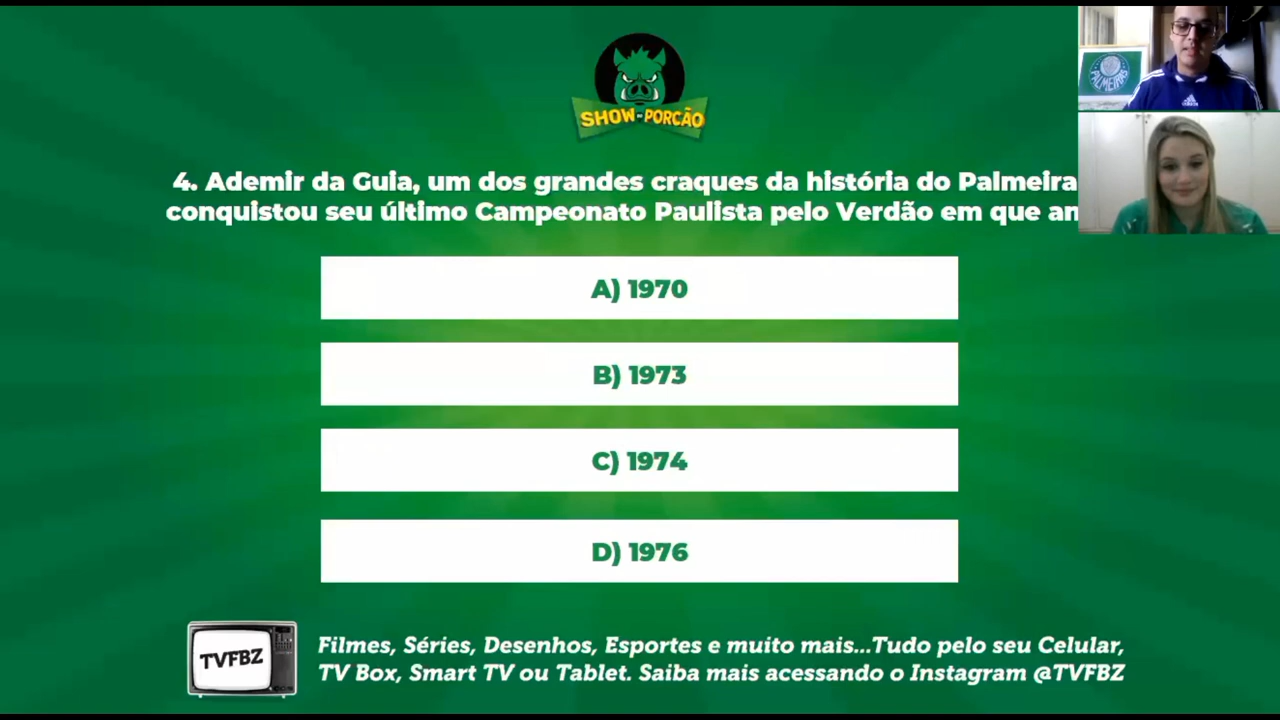 SHOW DO PORCÃO
PALMEIRAS
4. Ademir da Guia, um dos grandes craques da história do Palmeira
conquistou seu último Campeonato Paulista pelo Verdão em que an
A) 1970
B) 1973
C) 1974
D) 1976
TVFBZ
Filmes, Séries, Desenhos, Esportes e muito mais...Tudo pelo seu Celular,
TV Box, Smart TV ou Tablet. Saiba mais acessando o Instagram @TVFBZ